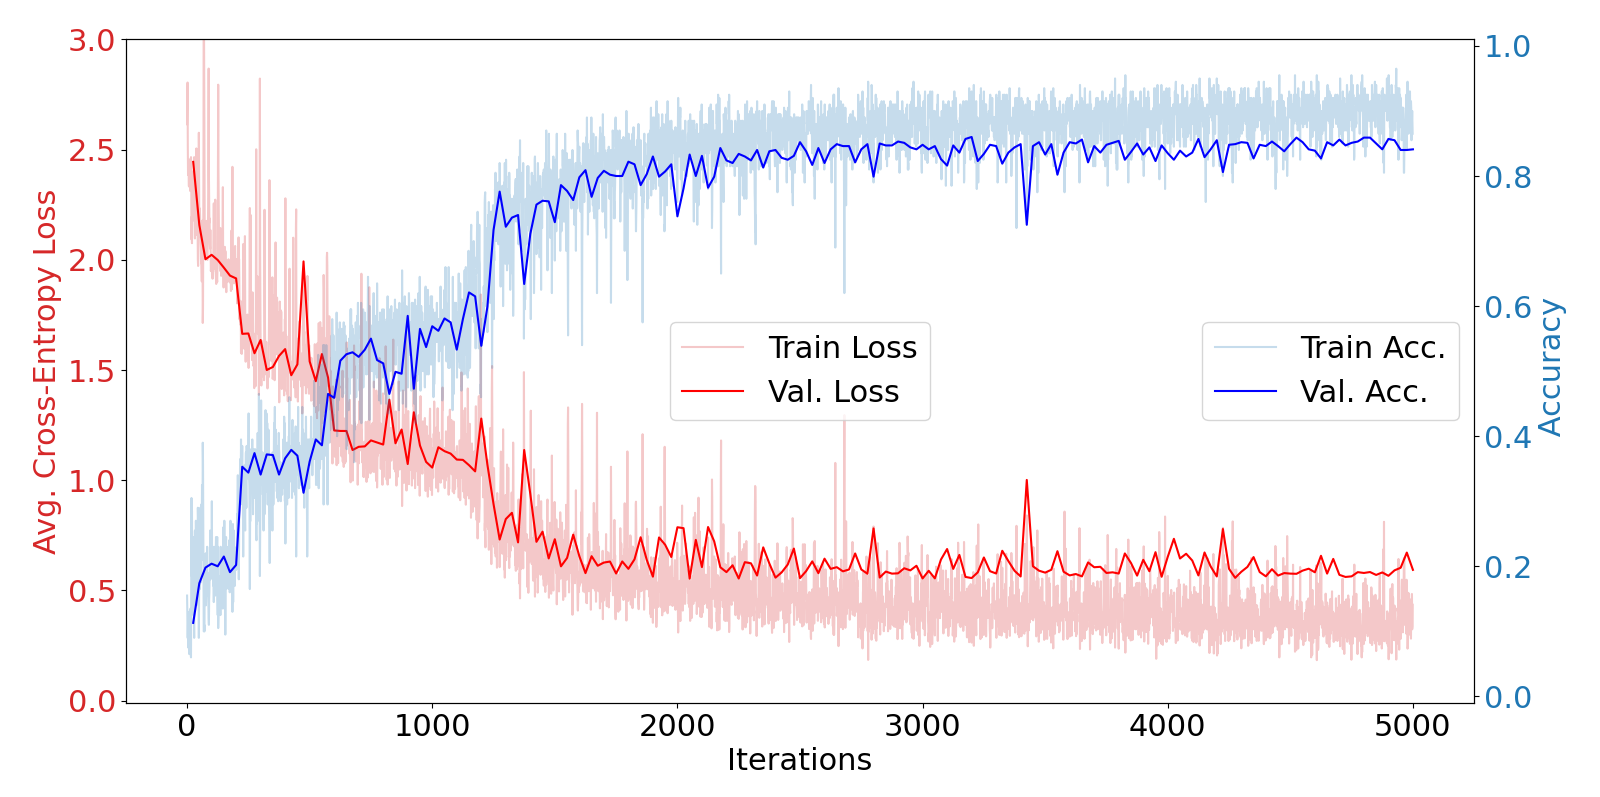 3.0
2.5
2.0
1.5
1.0
0.5
0.0
Avg. Cross-Entropy Loss
1.0
0.8
0.6
0.4
0.2
0.0
Accuracy
Train Loss
Val. Loss
Train Acc.
Val. Acc.
0 1000 2000 3000 4000 5000
Iterations